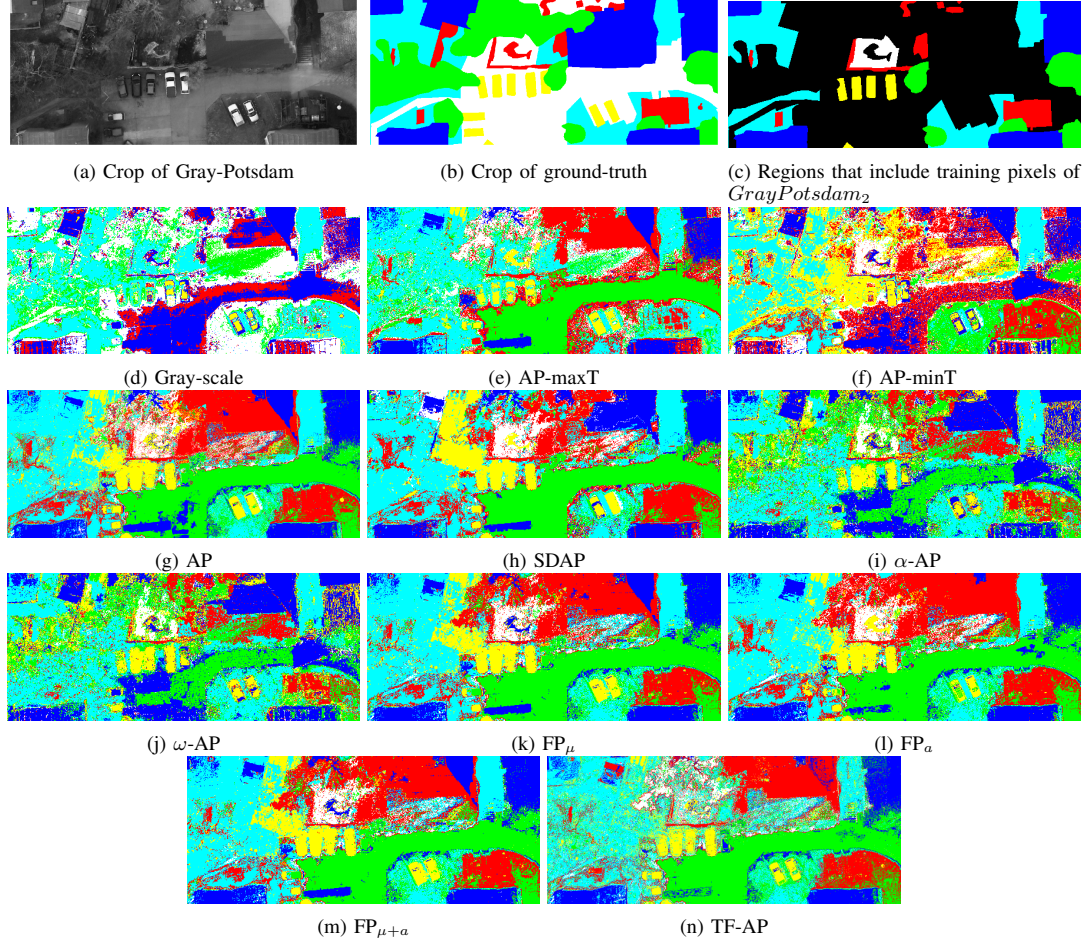 (a) Crop of Gray-Potsdam
(b) Crop of ground-truth
(c) Regions that include training pixels of
GrayPotsdam₂
(d) Gray-scale
(e) AP-maxT
(f) AP-minT
(g) AP
(h) SDAP
(i) α-AP
(j) ω-AP
(k) FPμ
(l) FPa
(m) FPμ+a
(n) TF-AP